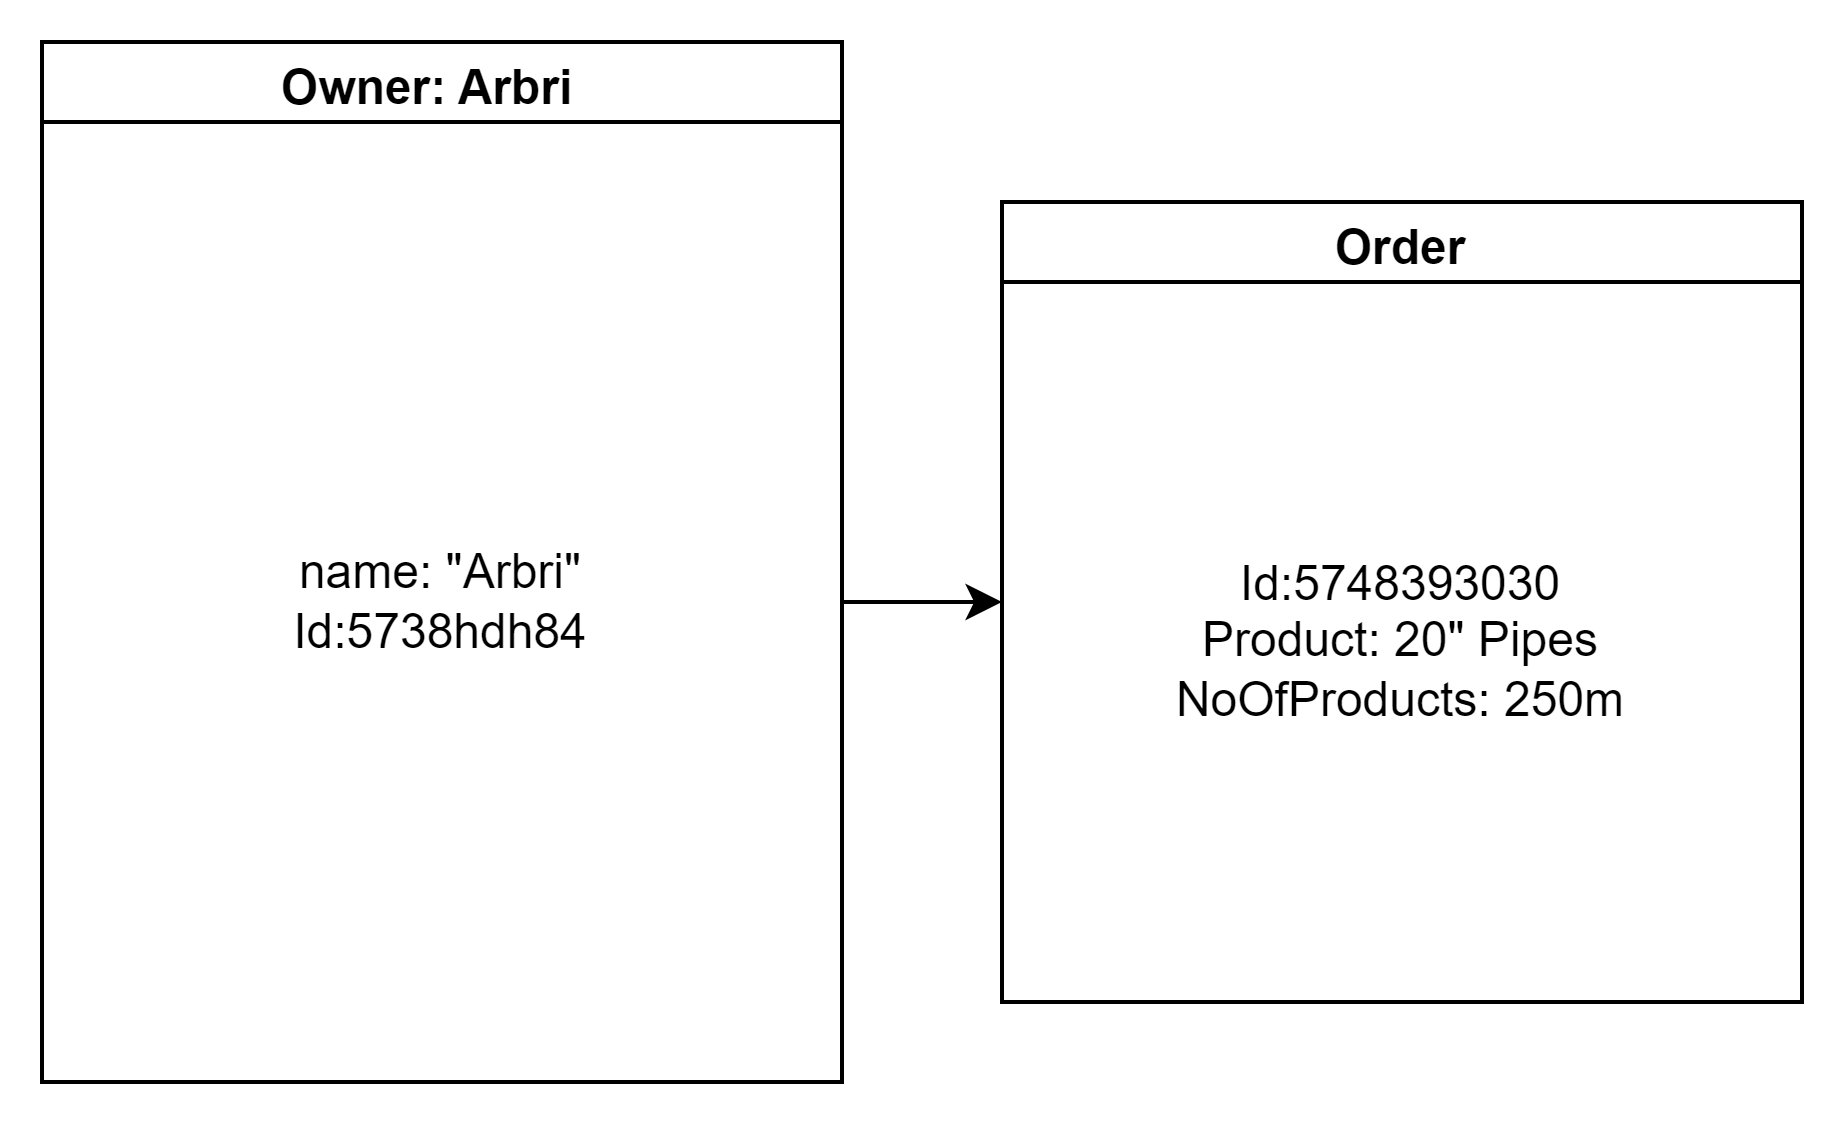 Owner: Arbri
name: "Arbri"
Id:5738hdh84
Order
Id:5748393030
Product: 20" Pipes
NoOfProducts: 250m